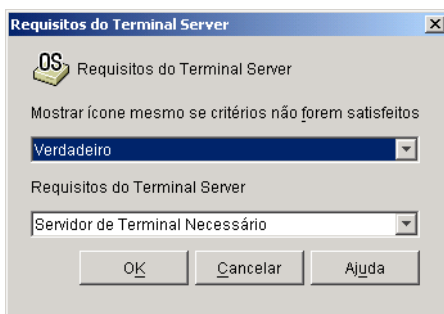 Requisitos do Terminal Server
OS
Requisitos do Terminal Server
Mostrar ícone mesmo se critérios não forem satisfeitos
Verdadeiro
Requisitos do Terminal Server
Servidor de Terminal Necessário
OK
Cancelar
Ajuda